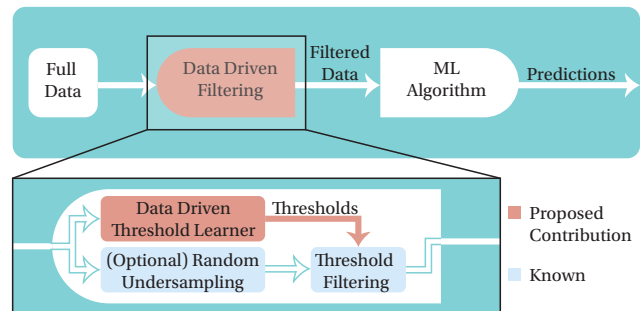 Full
Data
Data Driven
Filtering
Filtered
Data
ML
Algorithm
Predictions
Data Driven
Threshold Learner
Thresholds
(Optional) Random
Undersampling
Threshold
Filtering
Proposed
Contribution
Known